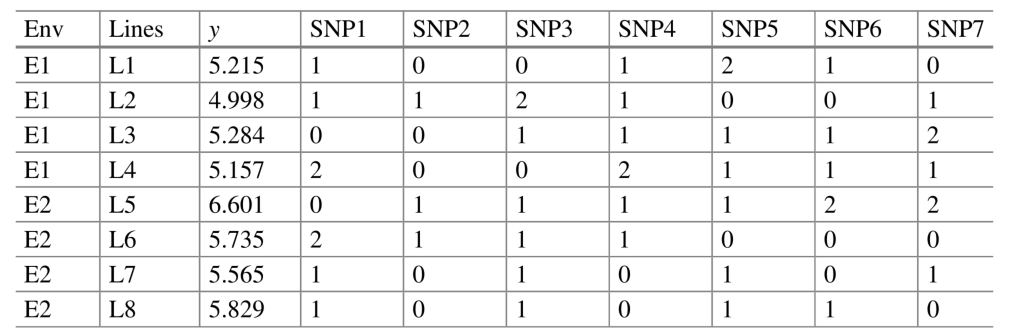 Env Lines y SNP1 SNP2 SNP3 SNP4 SNP5 SNP6 SNP7
E1 L1 5.215 1 0 0 1 2 1 0
E1 L2 4.998 1 1 2 1 0 0 1
E1 L3 5.284 0 0 1 1 1 1 2
E1 L4 5.157 2 0 0 2 1 1 1
E2 L5 6.601 0 1 1 1 1 2 2
E2 L6 5.735 2 1 1 1 0 0 0
E2 L7 5.565 1 0 1 0 1 0 1
E2 L8 5.829 1 0 1 0 1 1 0